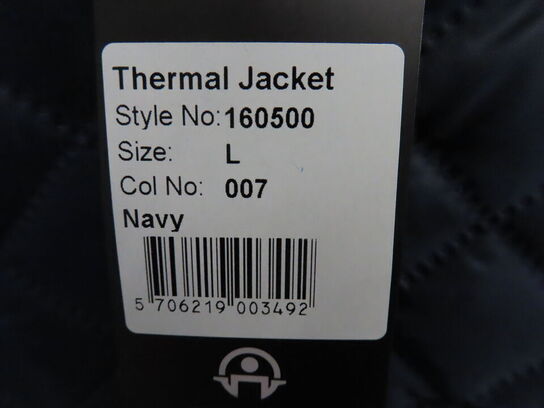 Thermal Jacket
Style No:160500
Size: L
Col No: 007
Navy
5 706219 003492